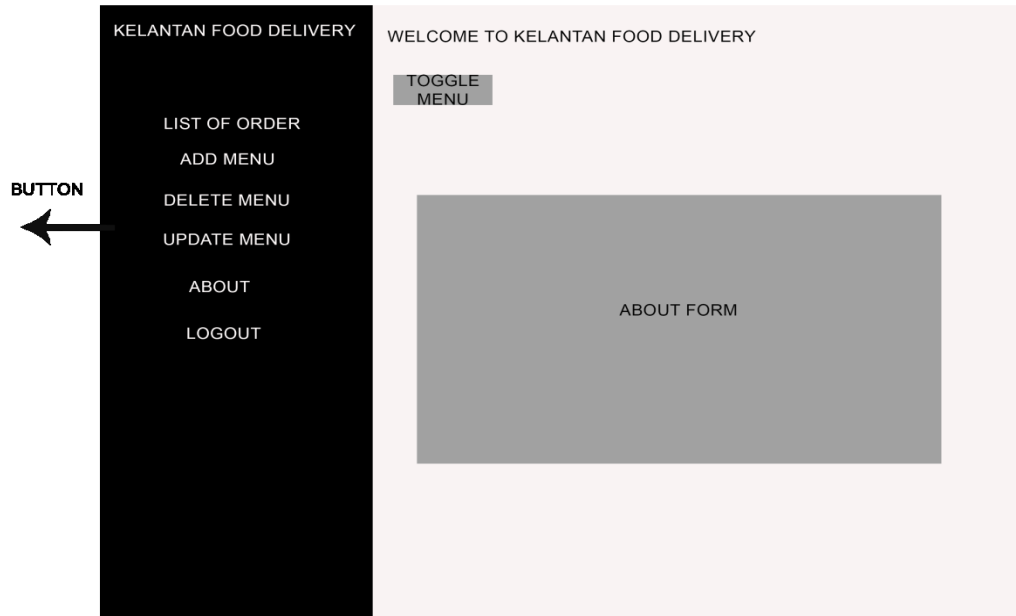 KELANTAN FOOD DELIVERY
WELCOME TO KELANTAN FOOD DELIVERY
TOGGLE
MENU
LIST OF ORDER
ADD MENU
BUTTON
DELETE MENU
UPDATE MENU
ABOUT
LOGOUT
ABOUT FORM